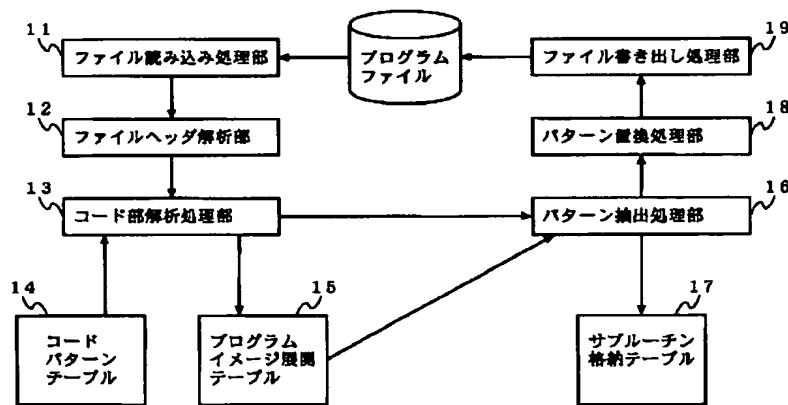 11
ファイル読み込み処理部
プログラム
ファイル
ファイル書き出し処理部
19
12
ファイルヘッダ解析部
パターン置換処理部
18
13
コード部解析処理部
パターン抽出処理部
16
14
コード
パターン
テーブル
15
プログラム
イメージ展開
テーブル
17
サブルーチン
格納テーブル